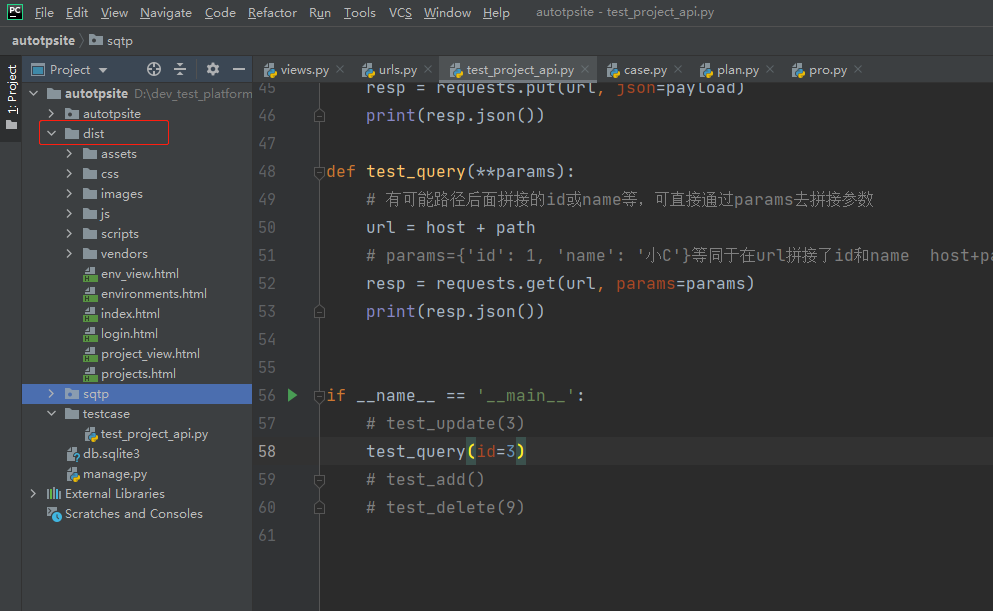 PC File Edit View Navigate Code Refactor Run Tools VCS Window Help autotpsite - test_project_api.py
autotpsite sqtp
1: Project
Project
views.py urls.py test_project_api.py case.py plan.py pro.py
autotpsite D:\dev_test_platform
autotpsite
dist
assets
css
images
js
scripts
vendors
env_view.html
environments.html
index.html
login.html
project_view.html
projects.html
sqtp
testcase
test_project_api.py
db.sqlite3
manage.py
External Libraries
Scratches and Consoles
45 resp = requests.put(url, json=payload)
46 print(resp.json())
47
48 def test_query(**params):
49 # 有可能路径后面拼接的id或name等，可直接通过params去拼接参数
50 url = host + path
51 # params={'id': 1, 'name': '小C'}等同于在url拼接了id和name host+pa
52 resp = requests.get(url, params=params)
53 print(resp.json())
54
55
56 if __name__ == '__main__':
57 # test_update(3)
58 test_query(id=3)
59 # test_add()
60 # test_delete(9)
61